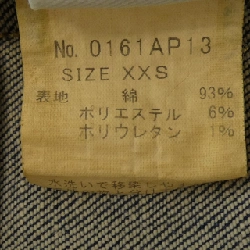 No. 0161AP13
SIZE XXS
表地 綿 93%
ポリエステル 6%
ポリウレタン 1%